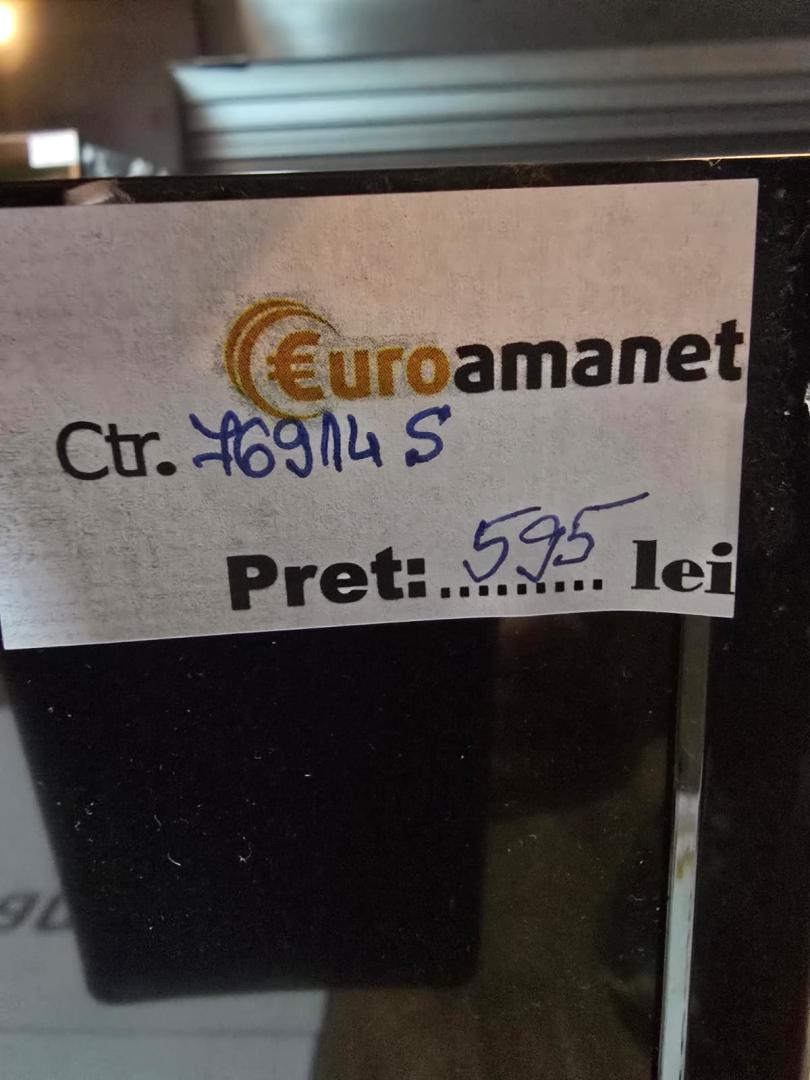 €uroamanet
Ctr. 76914 S
Pret: 595 lei